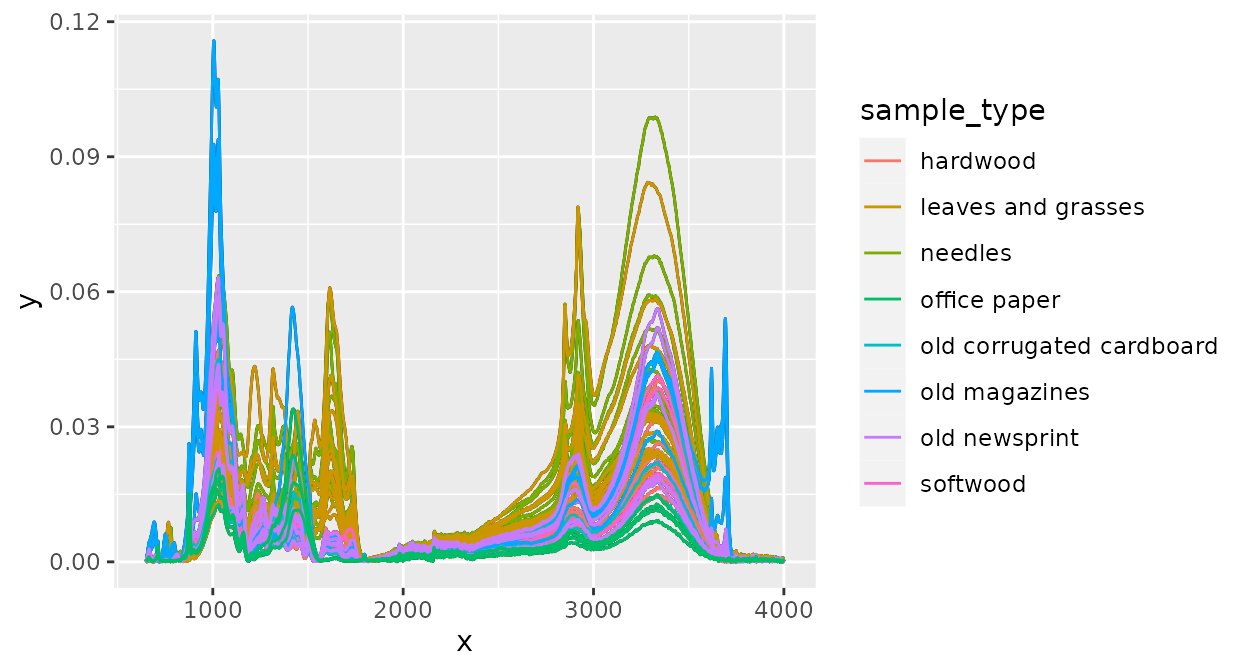 0.12
0.09
0.06
0.03
0.00
y
1000
2000
3000
4000
x
sample_type
hardwood
leaves and grasses
needles
office paper
old corrugated cardboard
old magazines
old newsprint
softwood